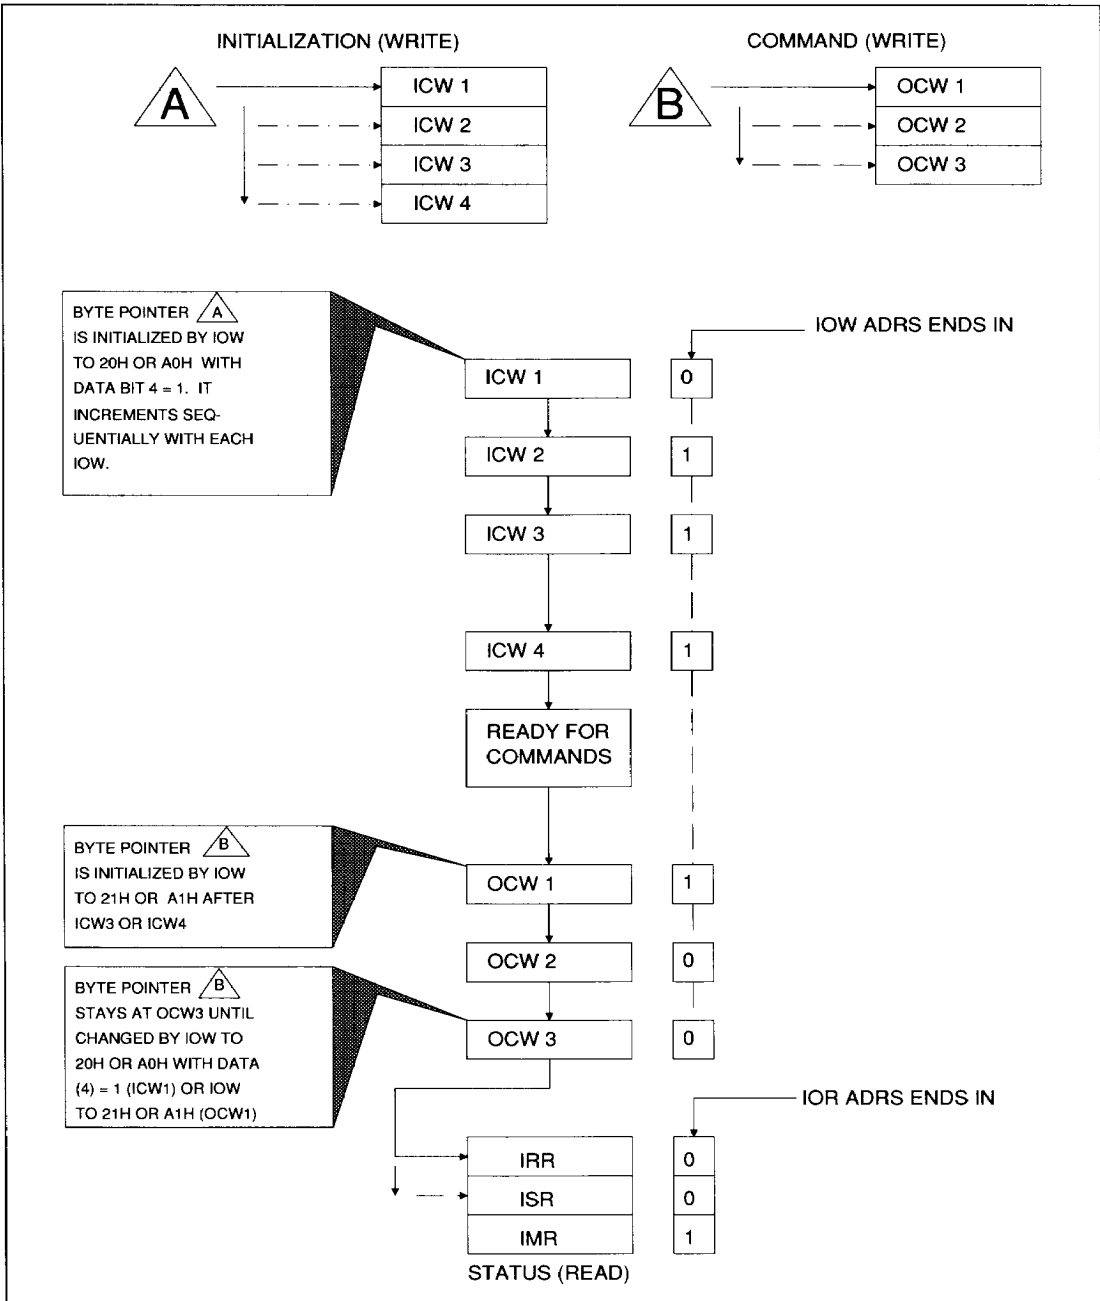 INITIALIZATION (WRITE)
A
ICW 1
ICW 2
ICW 3
ICW 4
COMMAND (WRITE)
B
OCW 1
OCW 2
OCW 3
BYTE POINTER A
IS INITIALIZED BY IOW
TO 20H OR A0H WITH
DATA BIT 4 = 1. IT
INCREMENTS SEQ-
UENTIALLY WITH EACH
IOW.
IOW ADRS ENDS IN
ICW 1 0
ICW 2 1
ICW 3 1
ICW 4 1
READY FOR
COMMANDS
BYTE POINTER B
IS INITIALIZED BY IOW
TO 21H OR A1H AFTER
ICW3 OR ICW4
OCW 1 1
OCW 2 0
BYTE POINTER B
STAYS AT OCW3 UNTIL
CHANGED BY IOW TO
20H OR A0H WITH DATA
(4) = 1 (ICW1) OR IOW
TO 21H OR A1H (OCW1)
OCW 3 0
IOR ADRS ENDS IN
IRR 0
ISR 0
IMR 1
STATUS (READ)